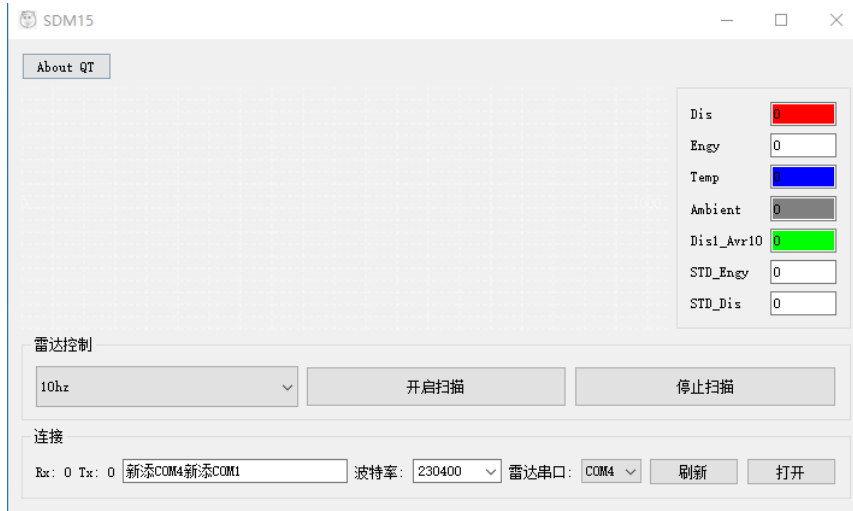 SDM15
About QT
Dis 0
Engy 0
Temp 0
0 1000 Ambient 0
Dis1_Avr10 0
STD_Engy 0
STD_Dis 0
雷达控制
10hz 开启扫描 停止扫描
连接
Rx: 0 Tx: 0 新添COM4新添COM1 波特率: 230400 雷达串口: COM4 刷新 打开